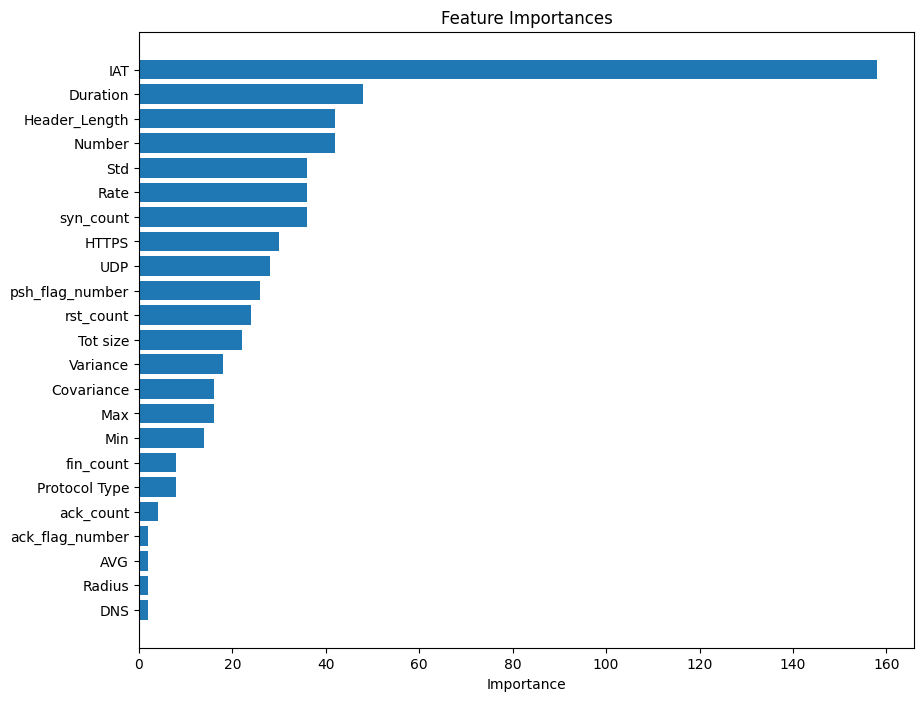 Feature Importances
IAT
Duration
Header_Length
Number
Std
Rate
syn_count
HTTPS
UDP
psh_flag_number
rst_count
Tot size
Variance
Covariance
Max
Min
fin_count
Protocol Type
ack_count
ack_flag_number
AVG
Radius
DNS
0 20 40 60 80 100 120 140 160
Importance